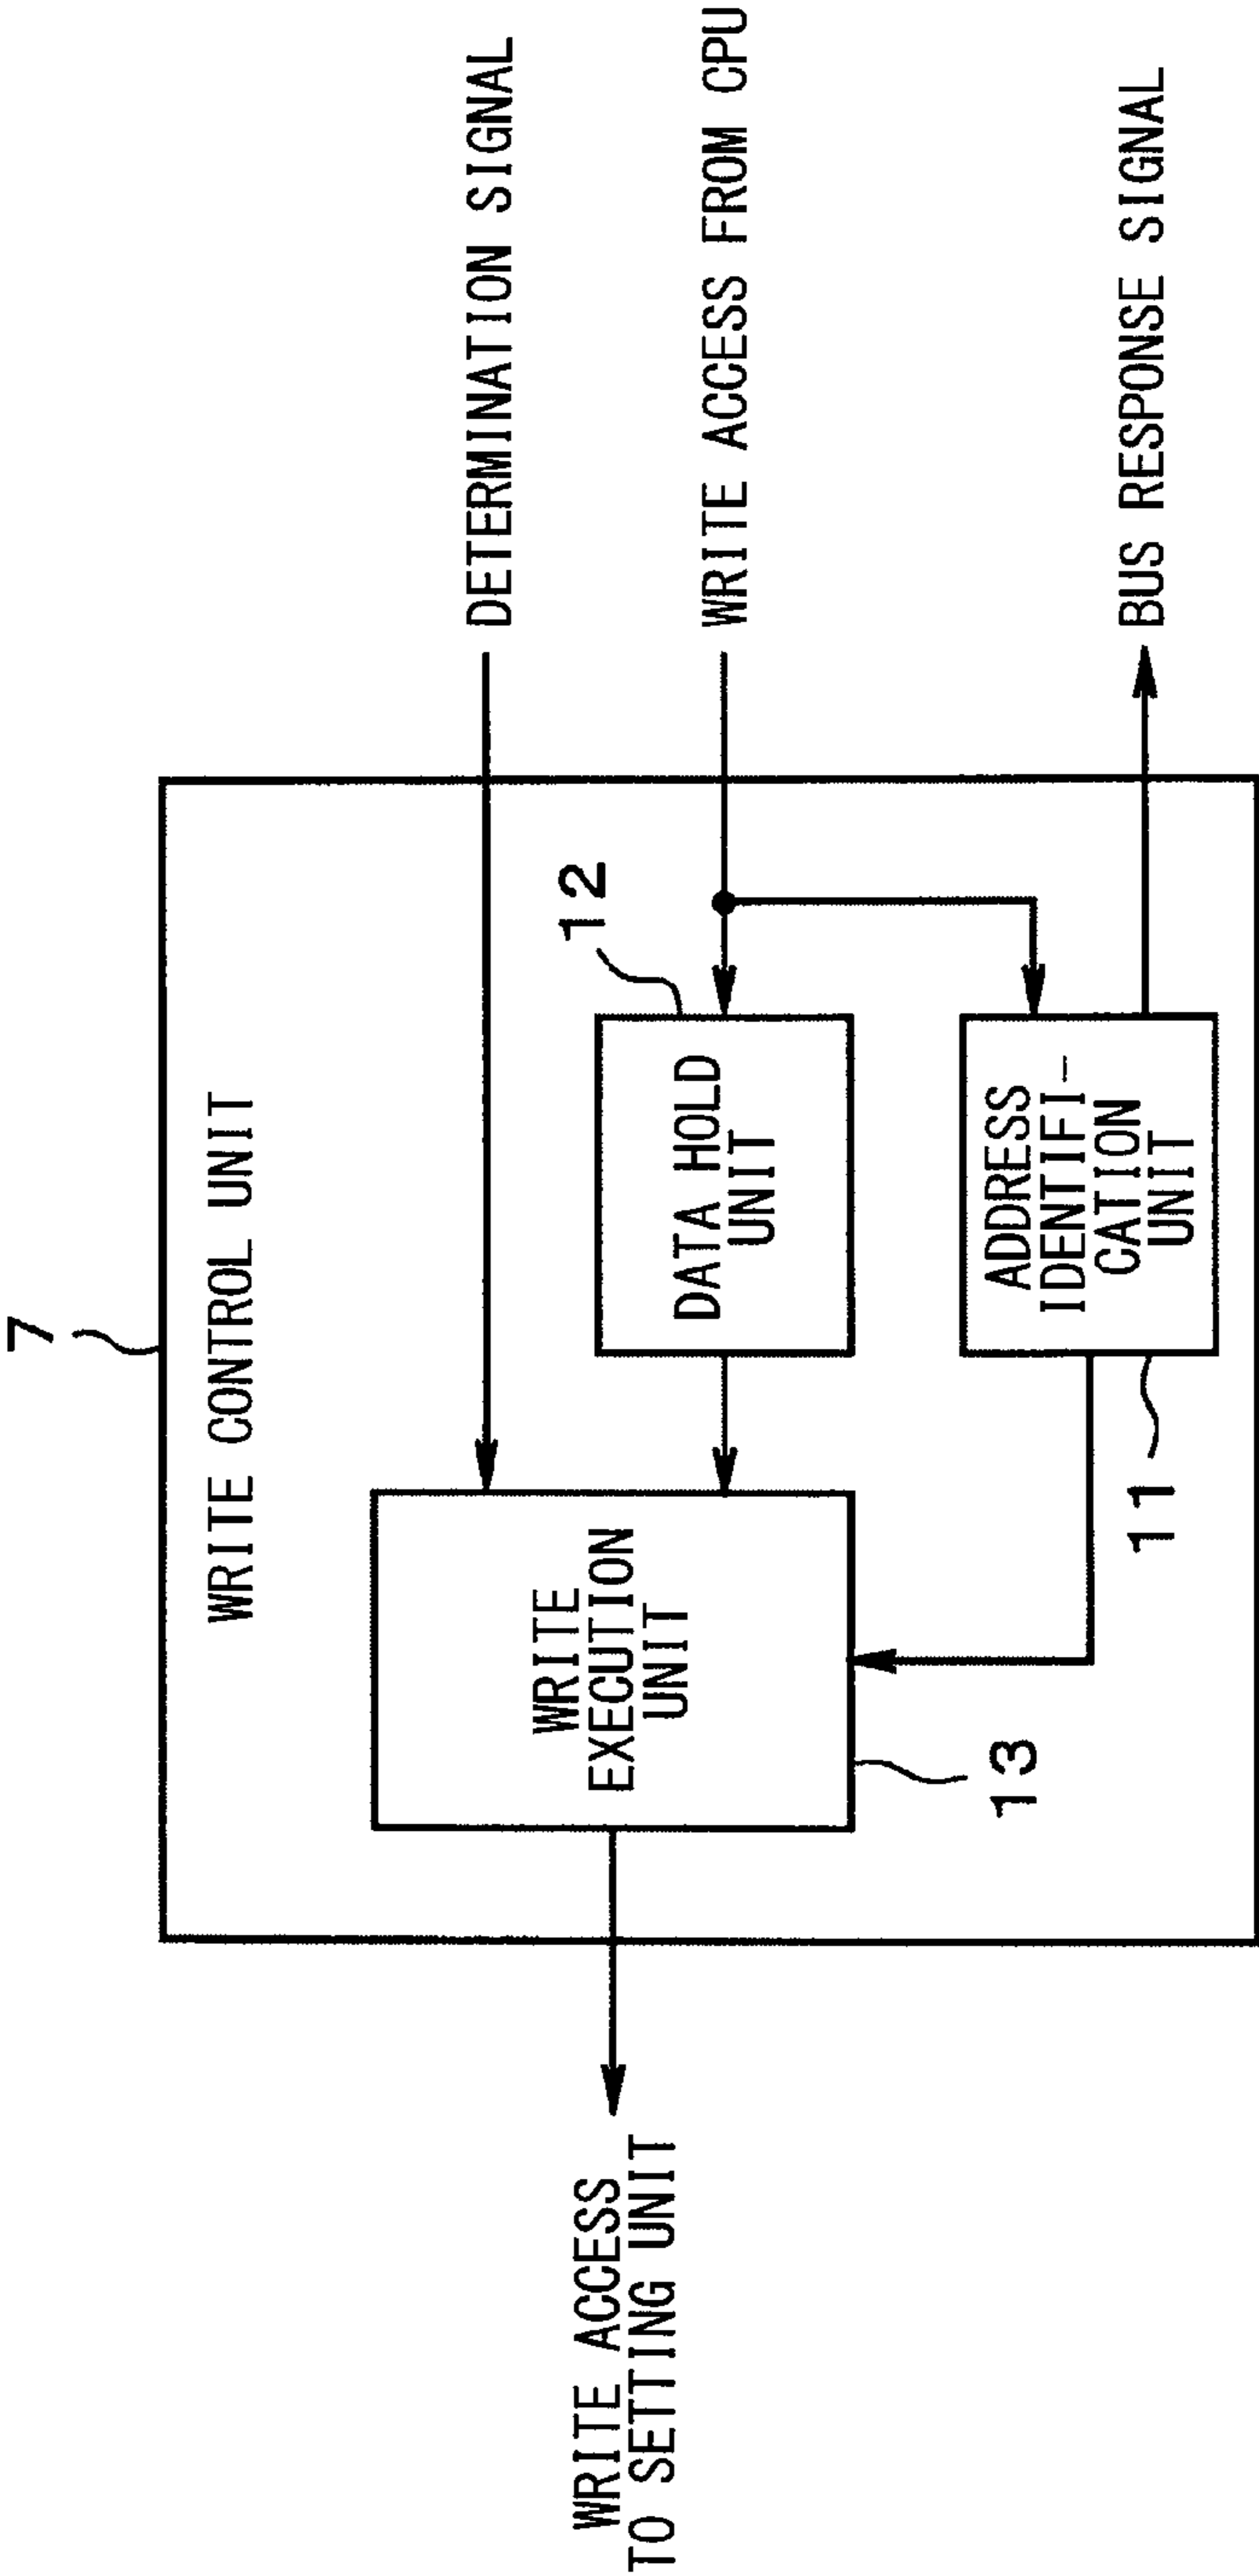 7
WRITE CONTROL UNIT
DETERMINATION SIGNAL
WRITE ACCESS
TO SETTING UNIT
WRITE
EXECUTION
UNIT
13
12
DATA HOLD
UNIT
WRITE ACCESS FROM CPU
ADDRESS
IDENTIFI-
CATION
UNIT
11
BUS RESPONSE SIGNAL